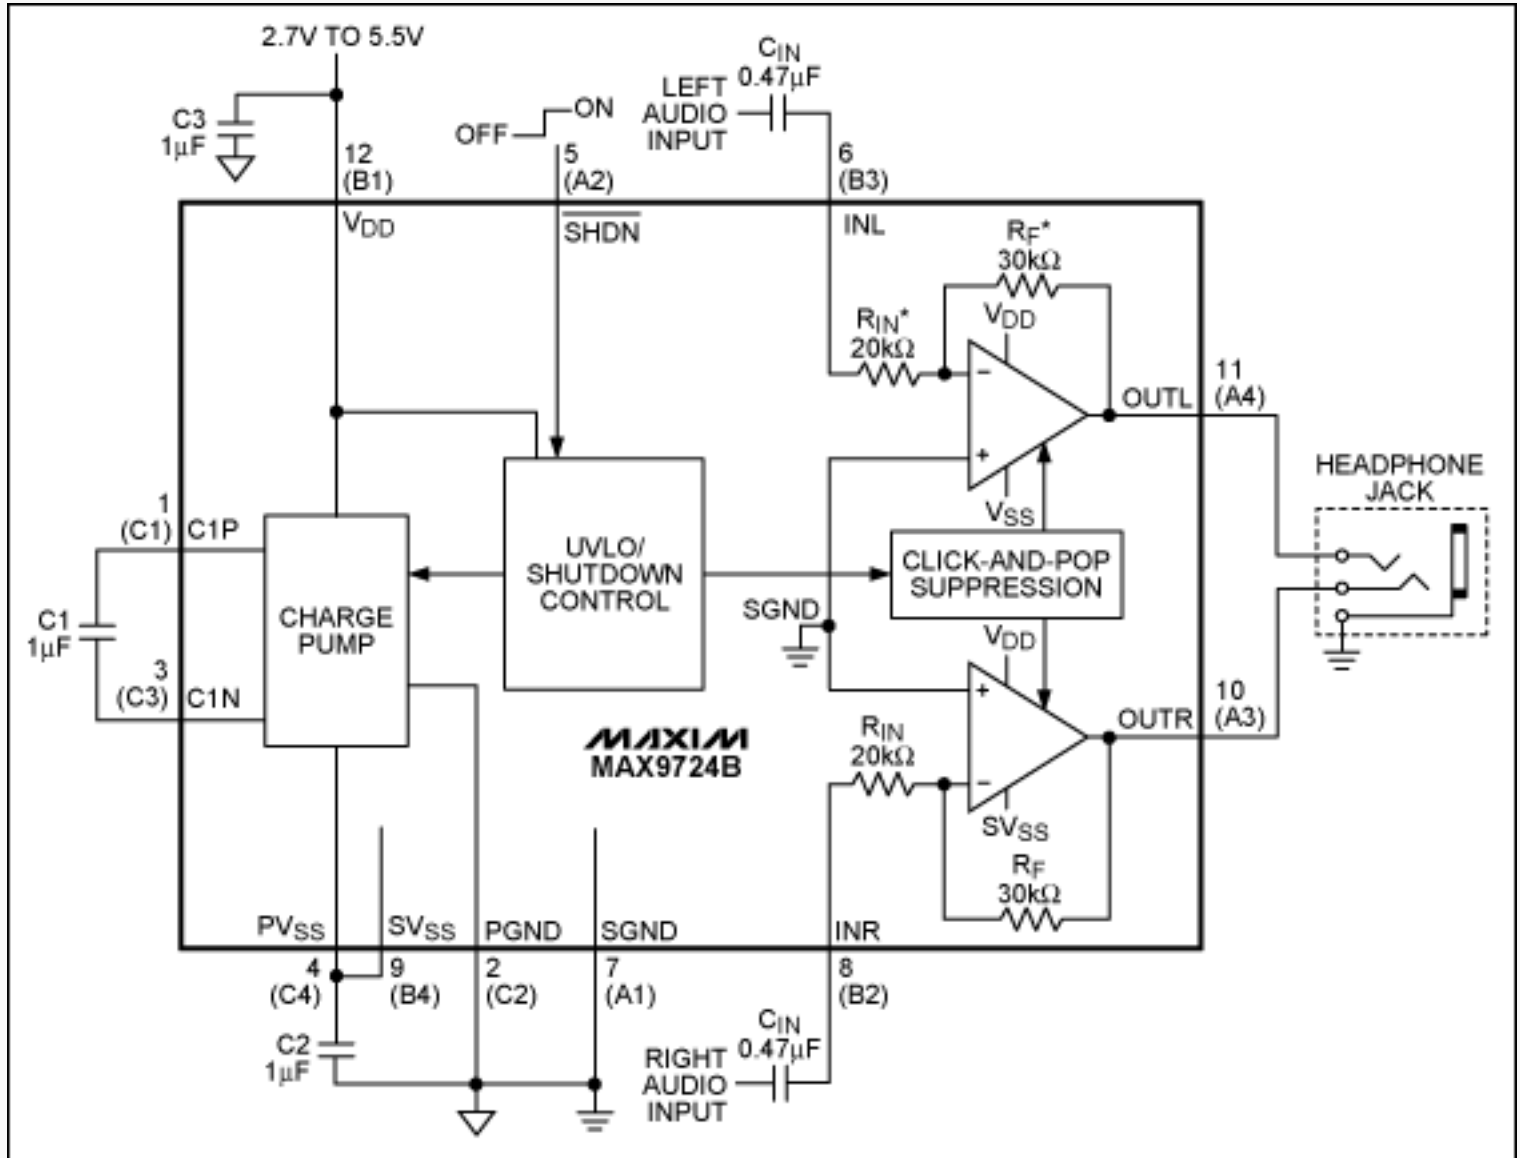 2.7V TO 5.5V
C3
1µF
12
(B1)
VDD
OFF
ON
5
(A2)
SHDN
LEFT
AUDIO
INPUT
CIN
0.47µF
6
(B3)
INL
RF*
30kΩ
RIN*
20kΩ
VDD
−
+
VSS
OUTL
11
(A4)
HEADPHONE
JACK
1
(C1)
C1P
C1
1µF
3
(C3)
C1N
CHARGE
PUMP
UVLO/
SHUTDOWN
CONTROL
CLICK-AND-POP
SUPPRESSION
SGND
VDD
+
−
SVSS
OUTR
10
(A3)
RIN
20kΩ
RF
30kΩ
MAXIM
MAX9724B
PVSS
SVSS
PGND
SGND
INR
4
(C4)
9
(B4)
2
(C2)
7
(A1)
8
(B2)
C2
1µF
RIGHT
AUDIO
INPUT
CIN
0.47µF